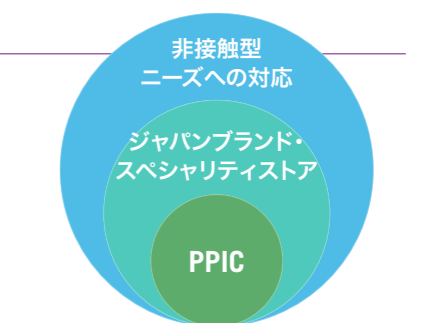 非接触型
ニーズへの対応
ジャパンブランド・
スペシャリティストア
PPIC